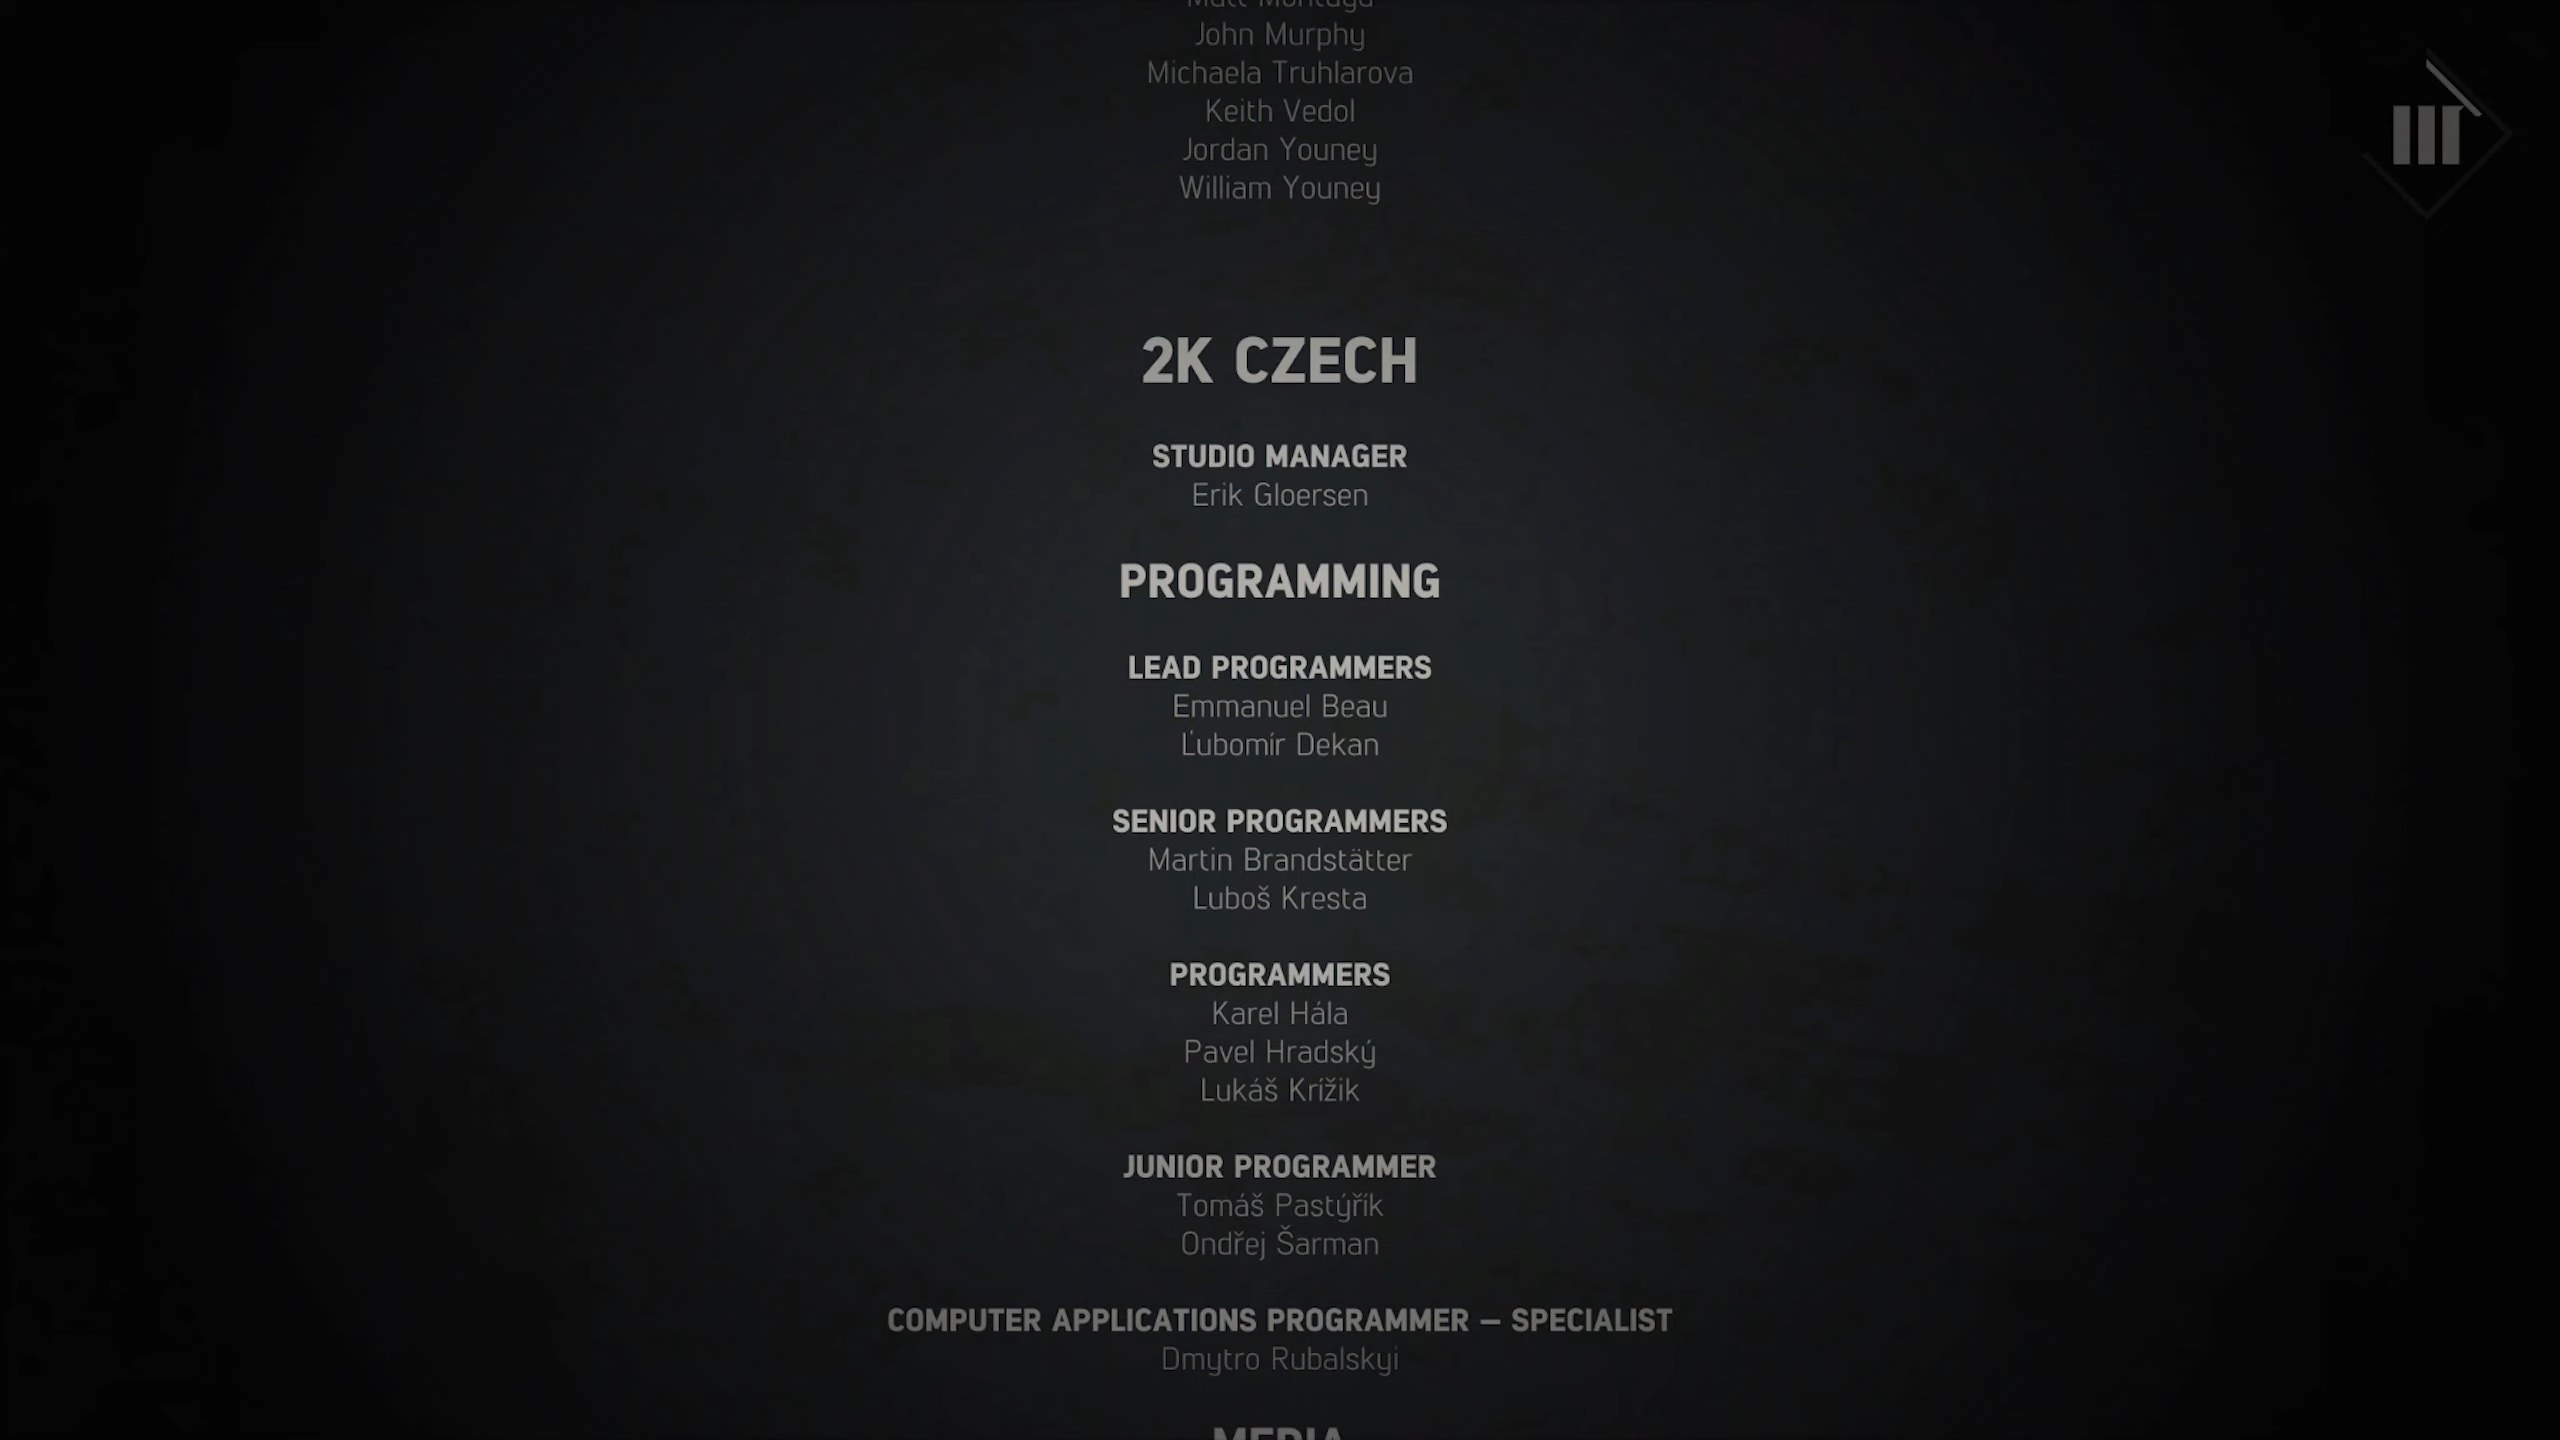 John Murphy
Michaela Truhlarova
Keith Vedol
Jordan Youney
William Youney
2K CZECH
STUDIO MANAGER
Erik Gloersen
PROGRAMMING
LEAD PROGRAMMERS
Emmanuel Beau
Ľubomír Dekan
SENIOR PROGRAMMERS
Martin Brandstätter
Luboš Kresta
PROGRAMMERS
Karel Hála
Pavel Hradský
Lukáš Krížik
JUNIOR PROGRAMMER
Tomáš Pastýřík
Ondřej Šarman
COMPUTER APPLICATIONS PROGRAMMER – SPECIALIST
Dmytro Rubalskyi
MEDIA